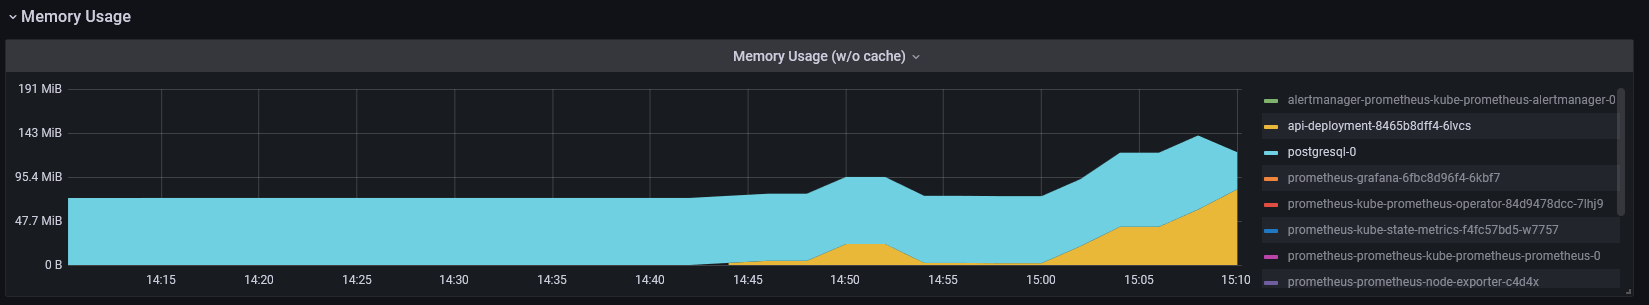 Memory Usage
Memory Usage (w/o cache)
191 MiB
143 MiB
95.4 MiB
47.7 MiB
0 B
14:15 14:20 14:25 14:30 14:35 14:40 14:45 14:50 14:55 15:00 15:05 15:10
alertmanager-prometheus-kube-prometheus-alertmanager-0
api-deployment-8465b8dff4-6lvcs
postgresql-0
prometheus-grafana-6fbc8d96f4-6kbf7
prometheus-kube-prometheus-operator-84d9478dcc-7lhj9
prometheus-kube-state-metrics-f4fc57bd5-w7757
prometheus-prometheus-kube-prometheus-prometheus-0
prometheus-prometheus-node-exporter-c4d4x